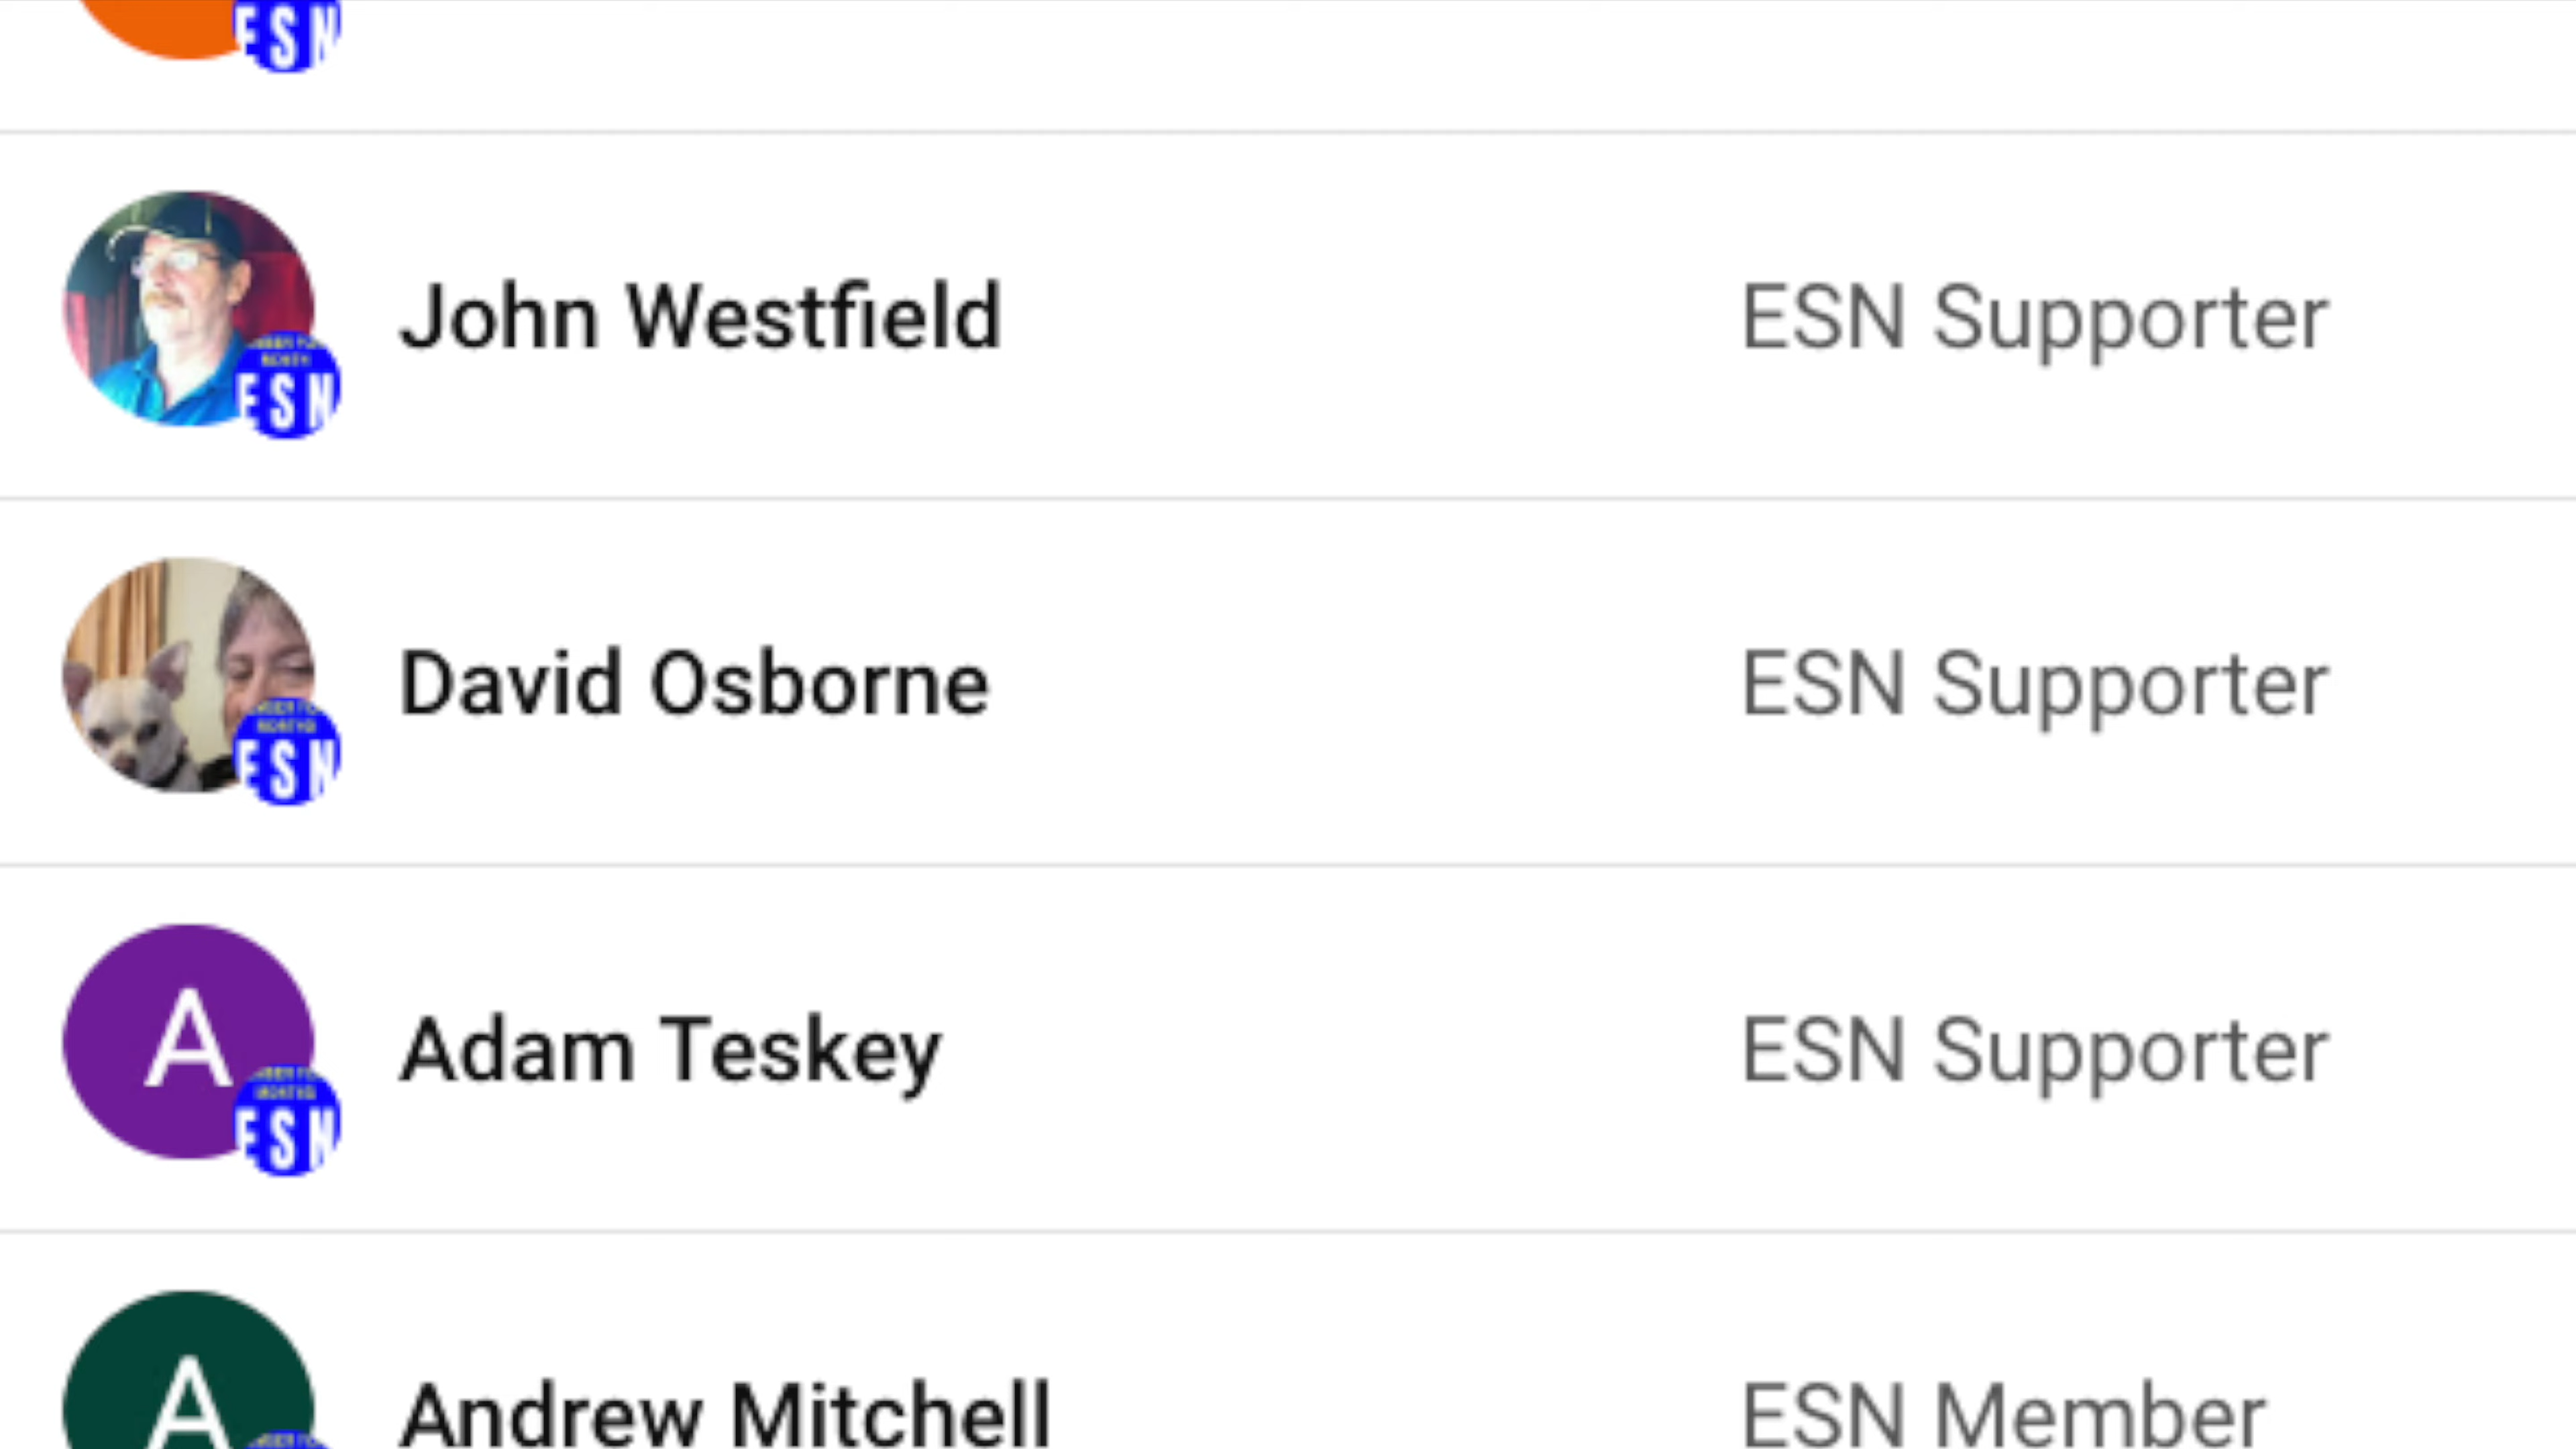 ESN
John Westfield ESN Supporter
ESN
David Osborne ESN Supporter
ESN
A
Adam Teskey ESN Supporter
ESN
A
Andrew Mitchell ESN Member